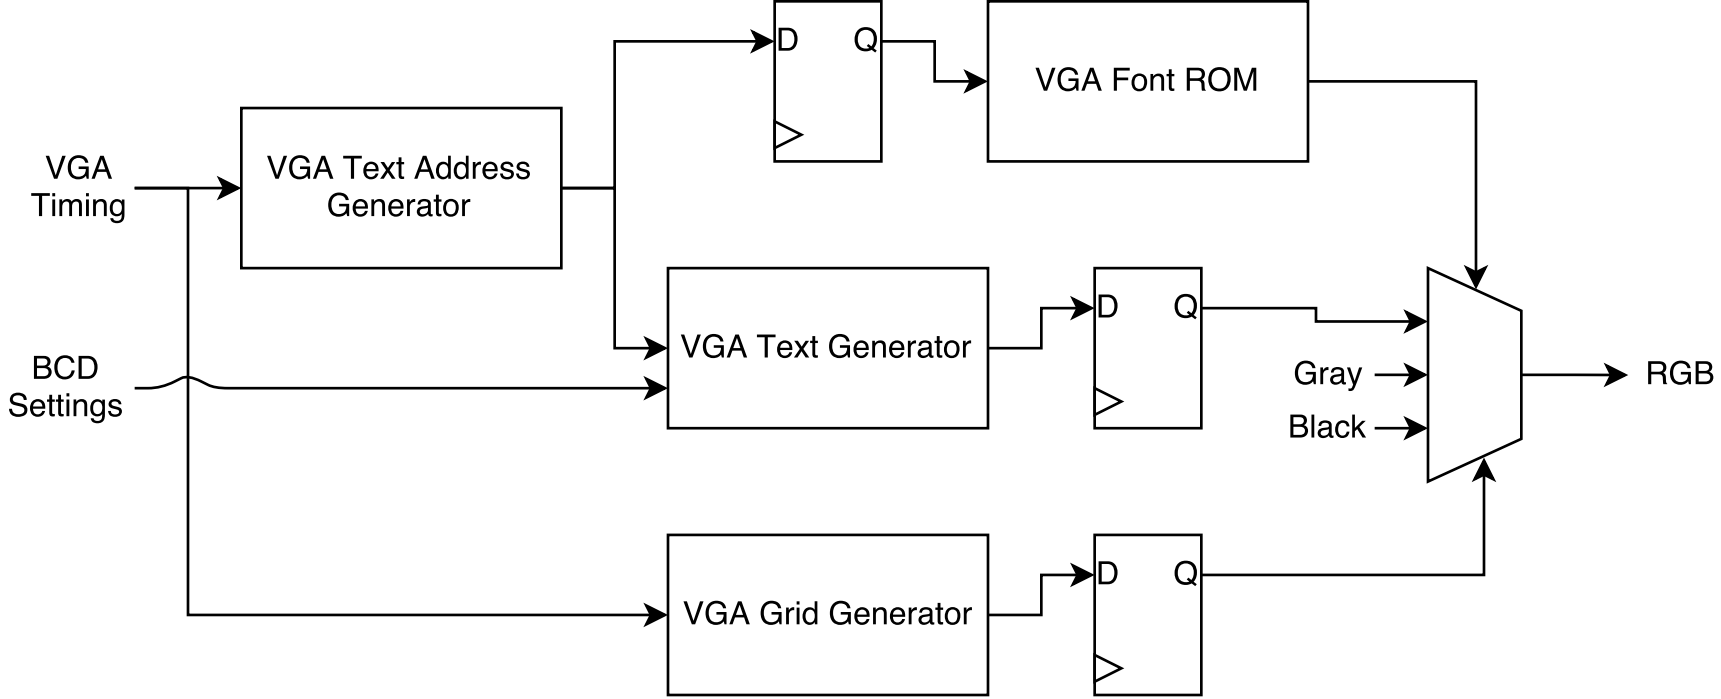 D Q
VGA Font ROM
VGA
Timing
VGA Text Address
Generator
BCD
Settings
VGA Text Generator
D Q
Gray
Black
RGB
VGA Grid Generator
D Q